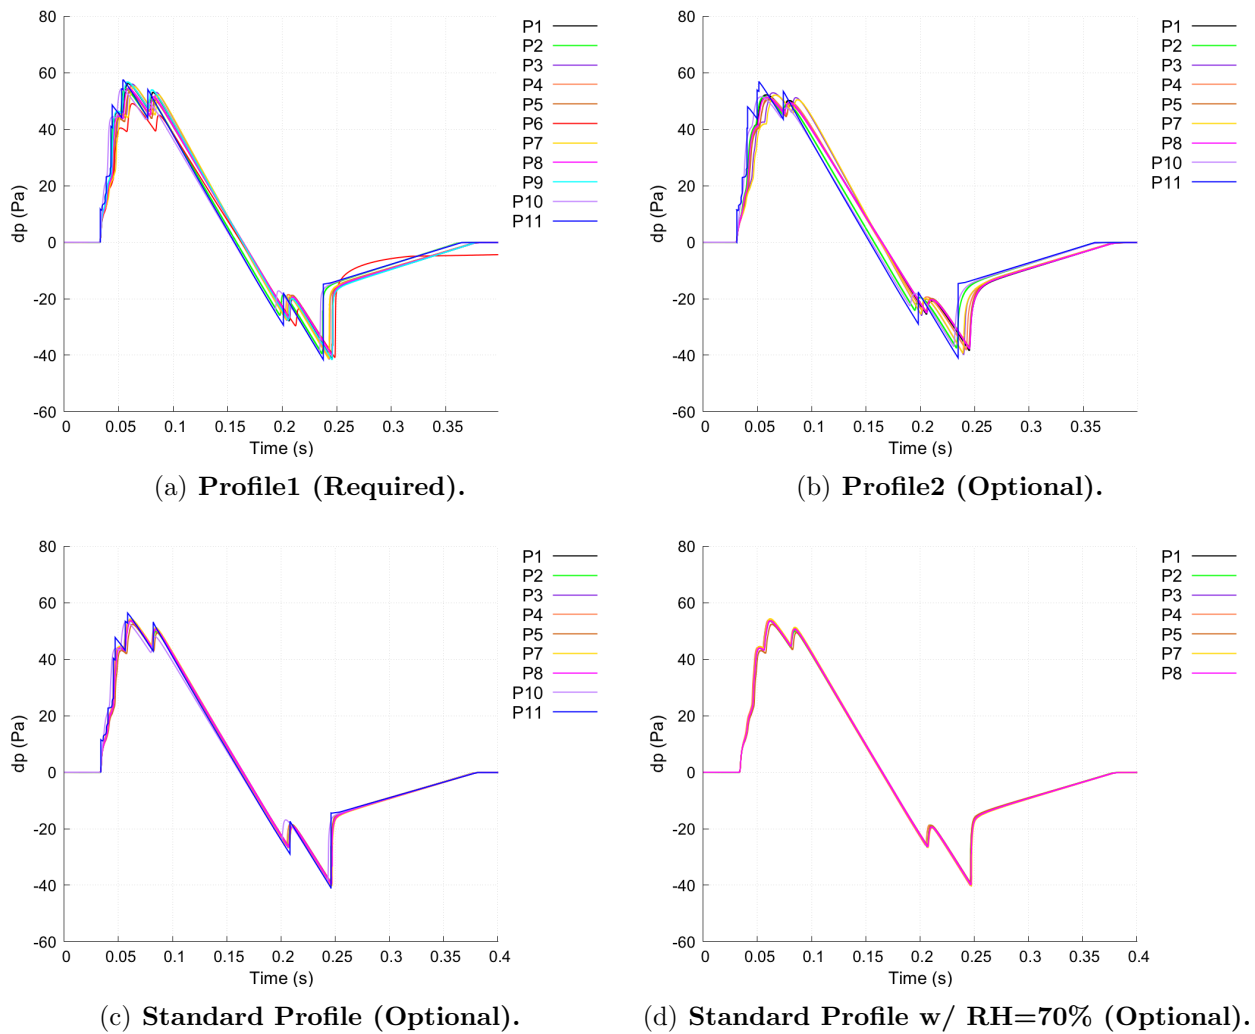 80
60
40
20
0
-20
-40
-60
dp (Pa)
0 0.05 0.1 0.15 0.2 0.25 0.3 0.35
Time (s)
P1
P2
P3
P4
P5
P6
P7
P8
P9
P10
P11
(a) Profile1 (Required).
80
60
40
20
0
-20
-40
-60
dp (Pa)
0 0.05 0.1 0.15 0.2 0.25 0.3 0.35
Time (s)
P1
P2
P3
P4
P5
P7
P8
P10
P11
(b) Profile2 (Optional).
80
60
40
20
0
-20
-40
-60
dp (Pa)
0 0.05 0.1 0.15 0.2 0.25 0.3 0.35 0.4
Time (s)
P1
P2
P3
P4
P5
P7
P8
P10
P11
(c) Standard Profile (Optional).
80
60
40
20
0
-20
-40
-60
dp (Pa)
0 0.05 0.1 0.15 0.2 0.25 0.3 0.35 0.4
Time (s)
P1
P2
P3
P4
P5
P7
P8
(d) Standard Profile w/ RH=70% (Optional).